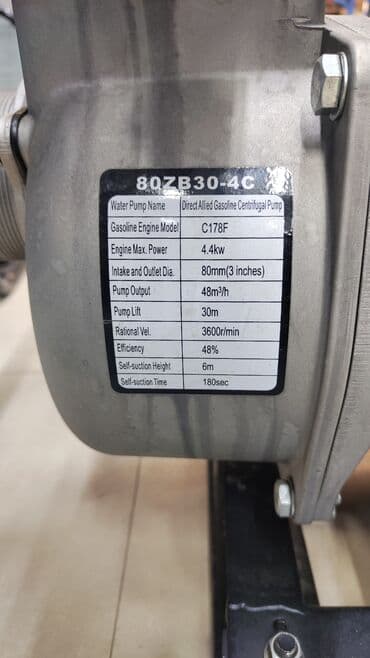 80ZB30-4C
Water Pump Name Direct Allied Gasoline Centrifugal Pump
Gasoline Engine Model C178F
Engine Max. Power 4.4kw
Intake and Outlet Dia. 80mm(3 inches)
Pump Output 48m³/h
Pump Lift 30m
Rational Vel. 3600r/min
Efficiency 48%
Self-suction Height 6m
Self-suction Time 180sec